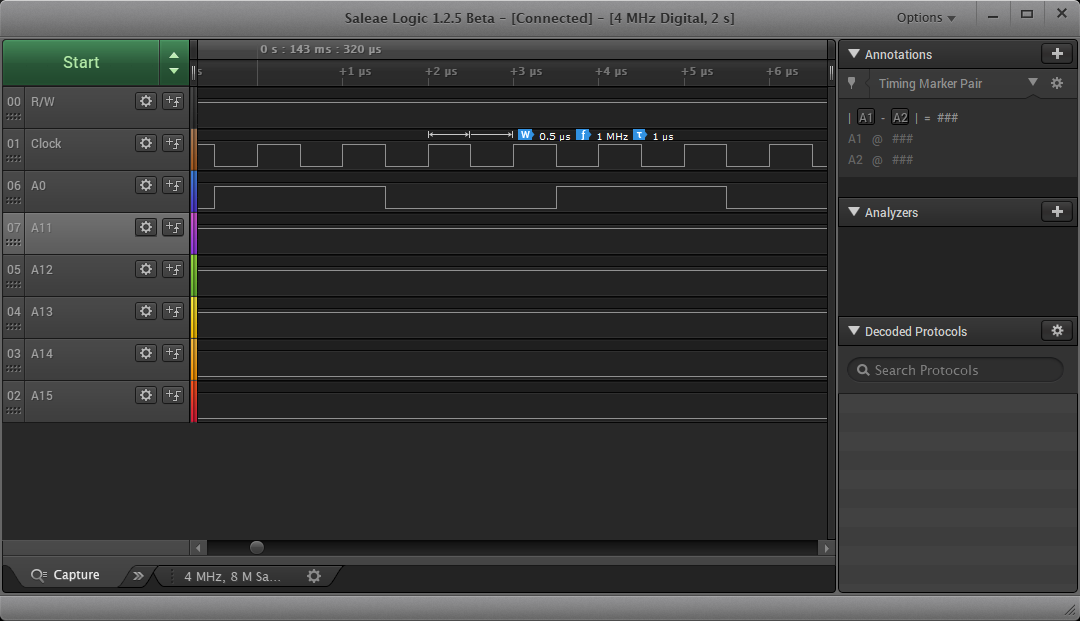 Saleae Logic 1.2.5 Beta - [Connected] - [4 MHz Digital, 2 s]
Options
Start
0 s : 143 ms : 320 µs
s +1 µs +2 µs +3 µs +4 µs +5 µs +6 µs
00 R/W
01 Clock
W 0.5 µs f 1 MHz T 1 µs
06 A0
07 A11
05 A12
04 A13
03 A14
02 A15
Annotations
Timing Marker Pair
| A1 - A2 | = ###
A1 @ ###
A2 @ ###
Analyzers
Decoded Protocols
Search Protocols
Capture
4 MHz, 8 M Sa...